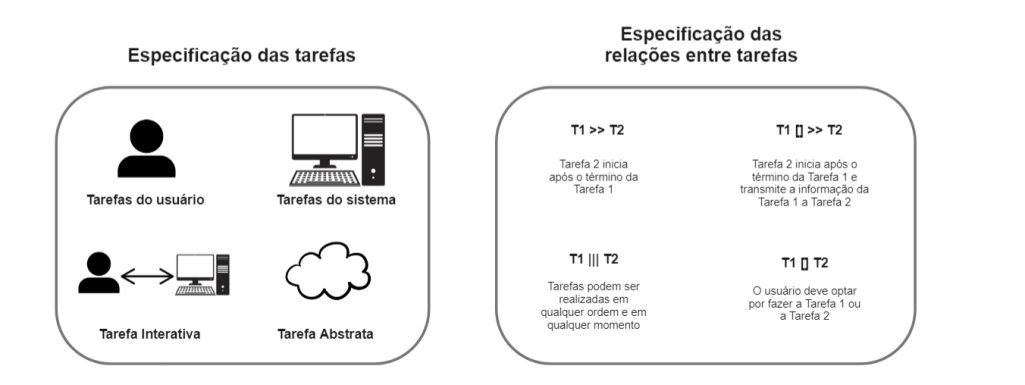 Especificação das tarefas
Tarefas do usuário
Tarefas do sistema
Tarefa Interativa
Tarefa Abstrata
Especificação das
relações entre tarefas
T1 >> T2
Tarefa 2 inicia
após o término da
Tarefa 1
T1 [] >> T2
Tarefa 2 inicia após o
término da Tarefa 1 e
transmite a informação da
Tarefa 1 a Tarefa 2
T1 ||| T2
Tarefas podem ser
realizadas em
qualquer ordem e em
qualquer momento
T1 [] T2
O usuário deve optar
por fazer a Tarefa 1 ou
a Tarefa 2